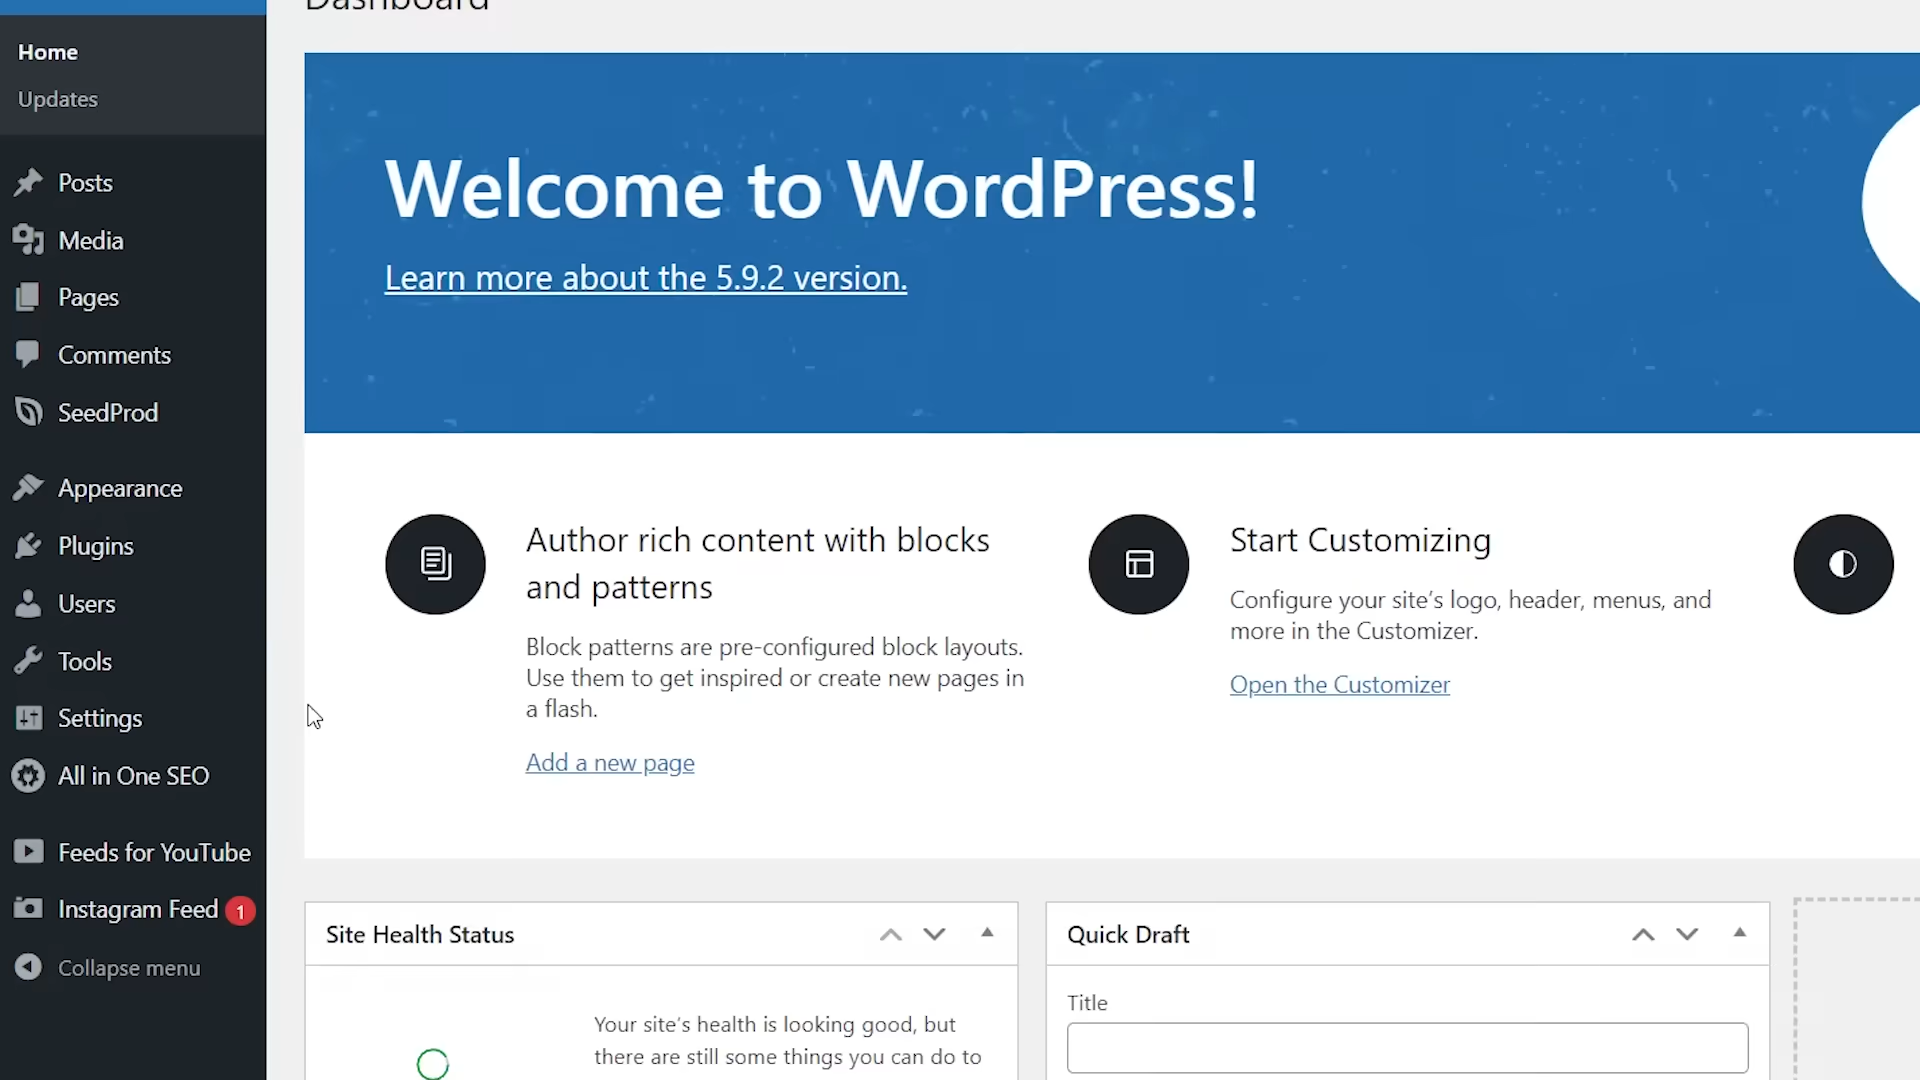 Dashboard
Home
Updates
Posts
Media
Pages
Comments
SeedProd
Appearance
Plugins
Users
Tools
Settings
All in One SEO
Feeds for YouTube
Instagram Feed 1
Collapse menu
Welcome to WordPress!
Learn more about the 5.9.2 version.
Author rich content with blocks
and patterns
Block patterns are pre-configured block layouts.
Use them to get inspired or create new pages in
a flash.
Add a new page
Start Customizing
Configure your site's logo, header, menus, and
more in the Customizer.
Open the Customizer
Site Health Status
Your site's health is looking good, but
there are still some things you can do to
Quick Draft
Title